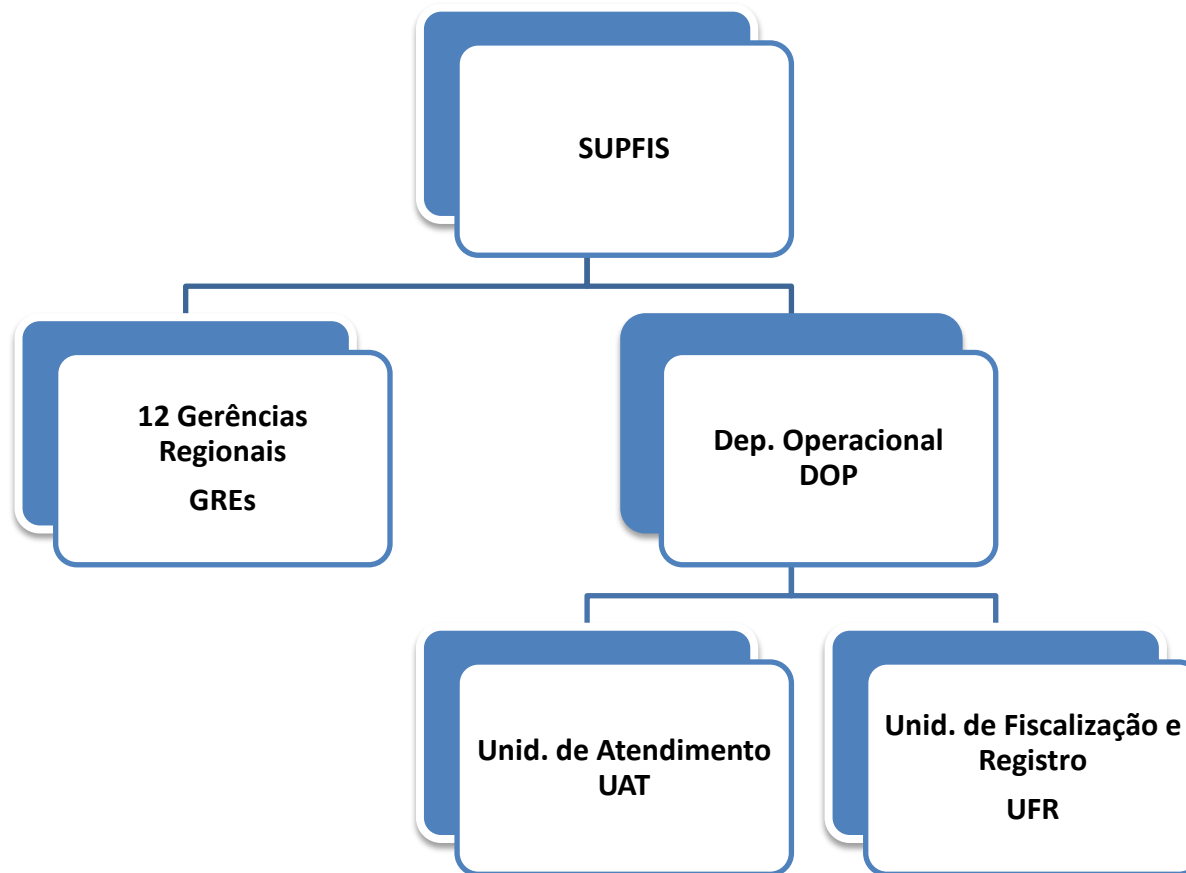 SUPFIS
12 Gerências
Regionais
GREs
Dep. Operacional
DOP
Unid. de Atendimento
UAT
Unid. de Fiscalização e
Registro
UFR